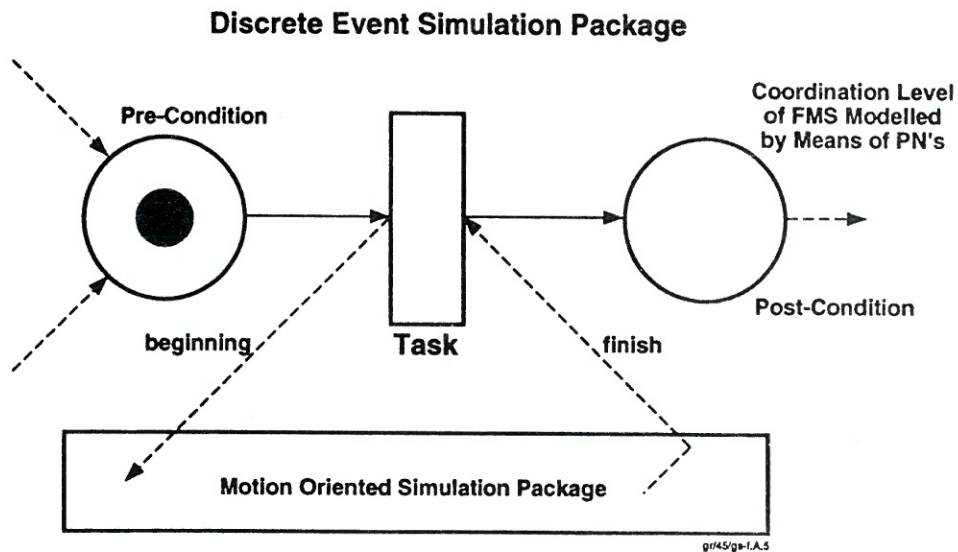 Discrete Event Simulation Package
Pre-Condition
Coordination Level
of FMS Modelled
by Means of PN's
Post-Condition
beginning
Task
finish
Motion Oriented Simulation Package
gr/45/gs-f.A.5